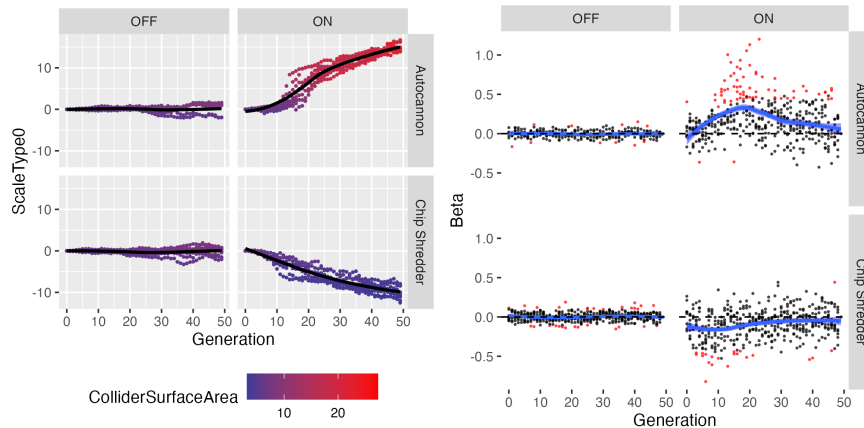 OFF ON
ScaleType0
10
0
-10
Autocannon
10
0
-10
Chip Shredder
0 10 20 30 40 50 0 10 20 30 40 50
Generation
ColliderSurfaceArea
10 20
OFF ON
Beta
1.0
0.5
0.0
-0.5
Autocannon
1.0
0.5
0.0
-0.5
Chip Shredder
0 10 20 30 40 50 0 10 20 30 40 50
Generation